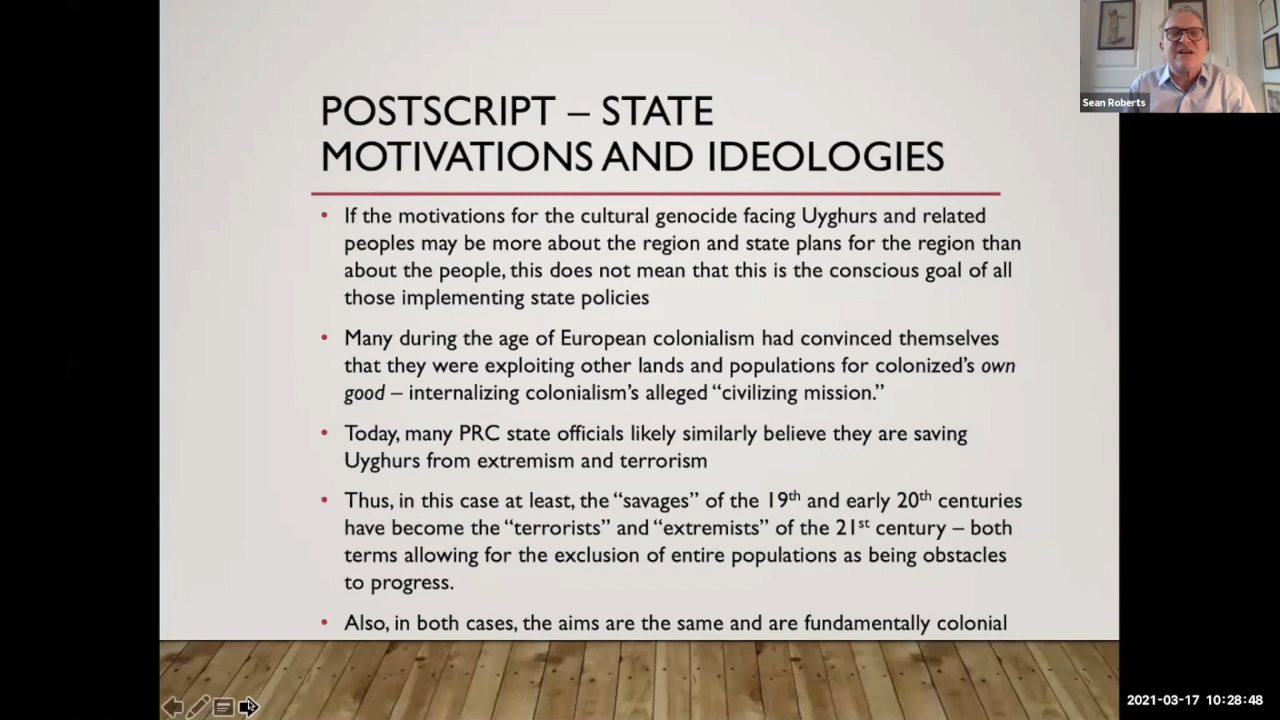 POSTSCRIPT – STATE
MOTIVATIONS AND IDEOLOGIES
• If the motivations for the cultural genocide facing Uyghurs and related
peoples may be more about the region and state plans for the region than
about the people, this does not mean that this is the conscious goal of all
those implementing state policies
• Many during the age of European colonialism had convinced themselves
that they were exploiting other lands and populations for colonized’s own
good – internalizing colonialism’s alleged “civilizing mission.”
• Today, many PRC state officials likely similarly believe they are saving
Uyghurs from extremism and terrorism
• Thus, in this case at least, the “savages” of the 19th and early 20th centuries
have become the “terrorists” and “extremists” of the 21st century – both
terms allowing for the exclusion of entire populations as being obstacles
to progress.
• Also, in both cases, the aims are the same and are fundamentally colonial
Sean Roberts
2021-03-17 10:28:48